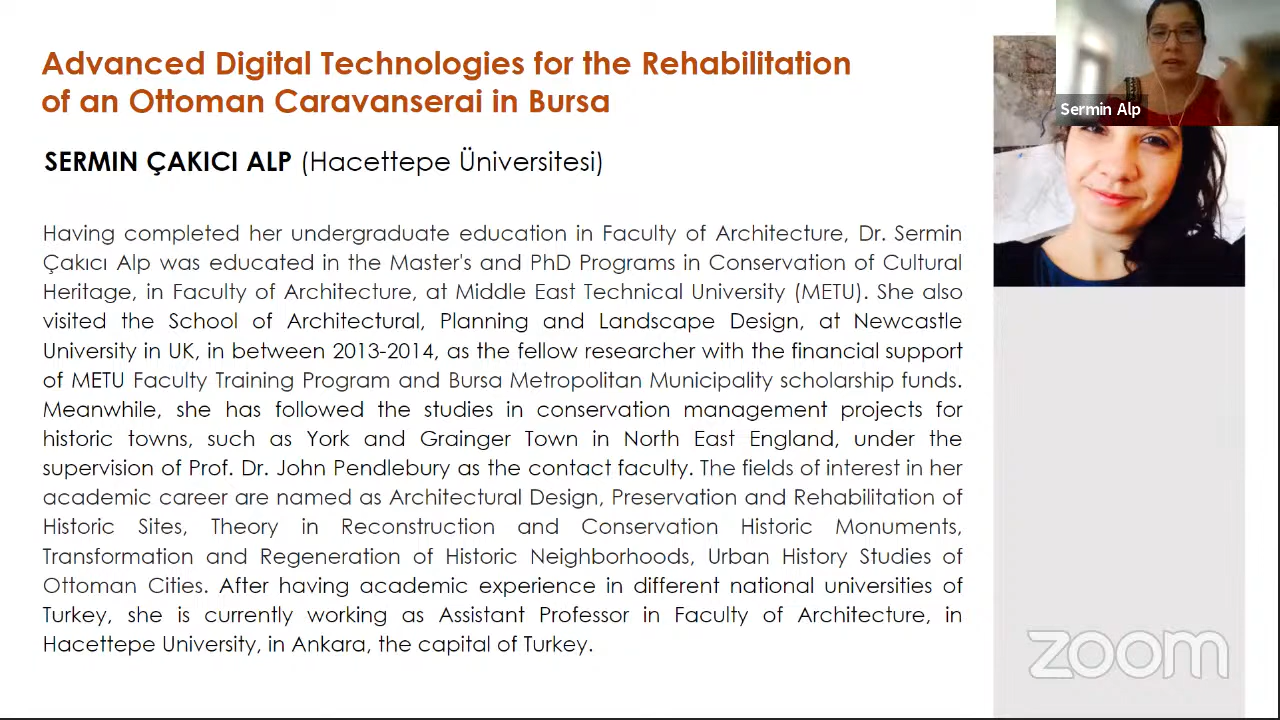 Advanced Digital Technologies for the Rehabilitation
of an Ottoman Caravanserai in Bursa
Sermin Alp
SERMIN ÇAKICI ALP (Hacettepe Üniversitesi)
Having completed her undergraduate education in Faculty of Architecture, Dr. Sermin
Çakıcı Alp was educated in the Master's and PhD Programs in Conservation of Cultural
Heritage, in Faculty of Architecture, at Middle East Technical University (METU). She also
visited the School of Architectural, Planning and Landscape Design, at Newcastle
University in UK, in between 2013-2014, as the fellow researcher with the financial support
of METU Faculty Training Program and Bursa Metropolitan Municipality scholarship funds.
Meanwhile, she has followed the studies in conservation management projects for
historic towns, such as York and Grainger Town in North East England, under the
supervision of Prof. Dr. John Pendlebury as the contact faculty. The fields of interest in her
academic career are named as Architectural Design, Preservation and Rehabilitation of
Historic Sites, Theory in Reconstruction and Conservation Historic Monuments,
Transformation and Regeneration of Historic Neighborhoods, Urban History Studies of
Ottoman Cities. After having academic experience in different national universities of
Turkey, she is currently working as Assistant Professor in Faculty of Architecture, in
Hacettepe University, in Ankara, the capital of Turkey.
zoom